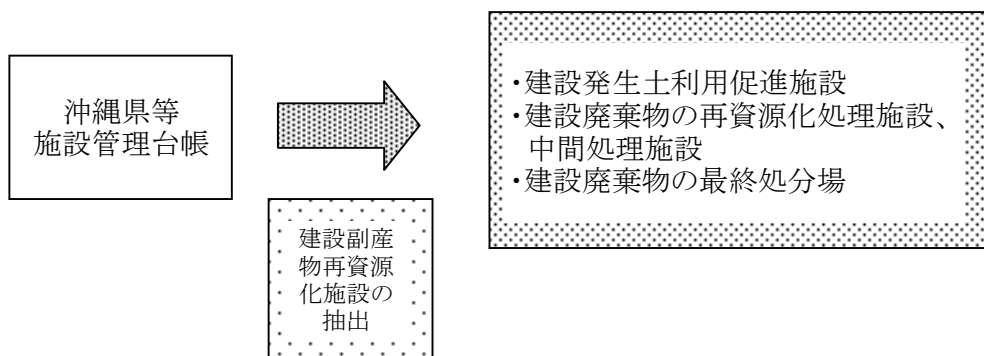 沖縄県等
施設管理台帳
建設副産
物再資源
化施設の
抽出
・建設発生土利用促進施設
・建設廃棄物の再資源化処理施設、
中間処理施設
・建設廃棄物の最終処分場